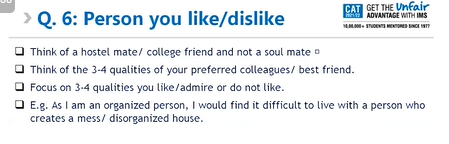 Q. 6: Person you like/dislike
CAT 2021-22 GET THE Unfair ADVANTAGE WITH IMS
10,00,000+ STUDENTS MENTORED SINCE 1977
Think of a hostel mate/ college friend and not a soul mate
Think of the 3-4 qualities of your preferred colleagues/ best friend.
Focus on 3-4 qualities you like/admire or do not like.
E.g. As I am an organized person, I would find it difficult to live with a person who
creates a mess/ disorganized house.